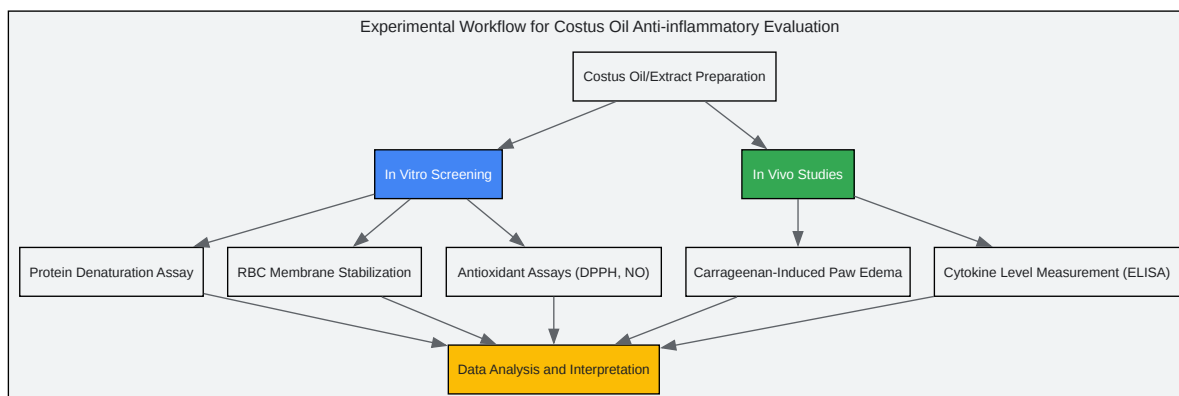 Experimental Workflow for Costus Oil Anti-inflammatory Evaluation
Costus Oil/Extract Preparation
In Vitro Screening
In Vivo Studies
Protein Denaturation Assay
RBC Membrane Stabilization
Antioxidant Assays (DPPH, NO)
Carrageenan-Induced Paw Edema
Cytokine Level Measurement (ELISA)
Data Analysis and Interpretation